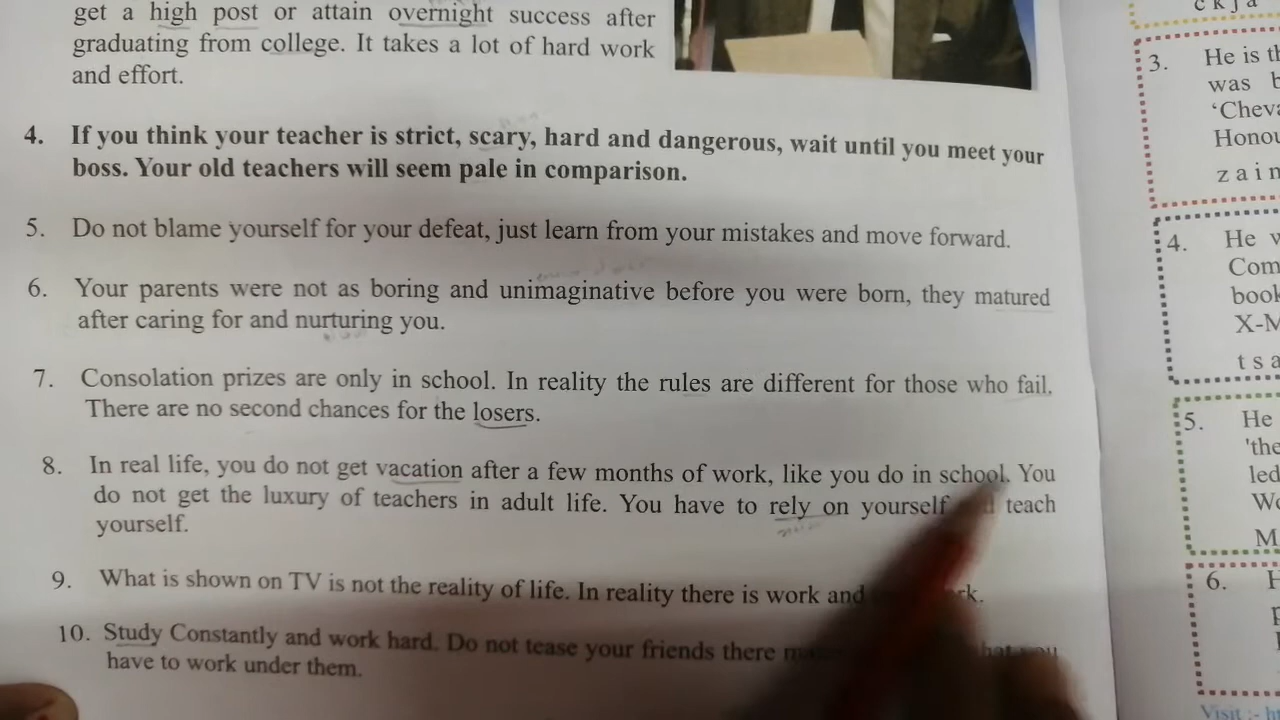 get a high post or attain overnight success after
graduating from college. It takes a lot of hard work
and effort.
4. If you think your teacher is strict, scary, hard and dangerous, wait until you meet your
boss. Your old teachers will seem pale in comparison.
5. Do not blame yourself for your defeat, just learn from your mistakes and move forward.
6. Your parents were not as boring and unimaginative before you were born, they matured
after caring for and nurturing you.
7. Consolation prizes are only in school. In reality the rules are different for those who fail.
There are no second chances for the losers.
8. In real life, you do not get vacation after a few months of work, like you do in school. You
do not get the luxury of teachers in adult life. You have to rely on yourself teach
yourself.
9. What is shown on TV is not the reality of life. In reality there is work and
10. Study Constantly and work hard. Do not tease your friends there you
have to work under them.
c k j a
3. He is
was
'Cheva
Honou
z a i n
4. He
Com
book
X-M
t s a
5. He
'the
led
Wo
M
6. H
Visit :-